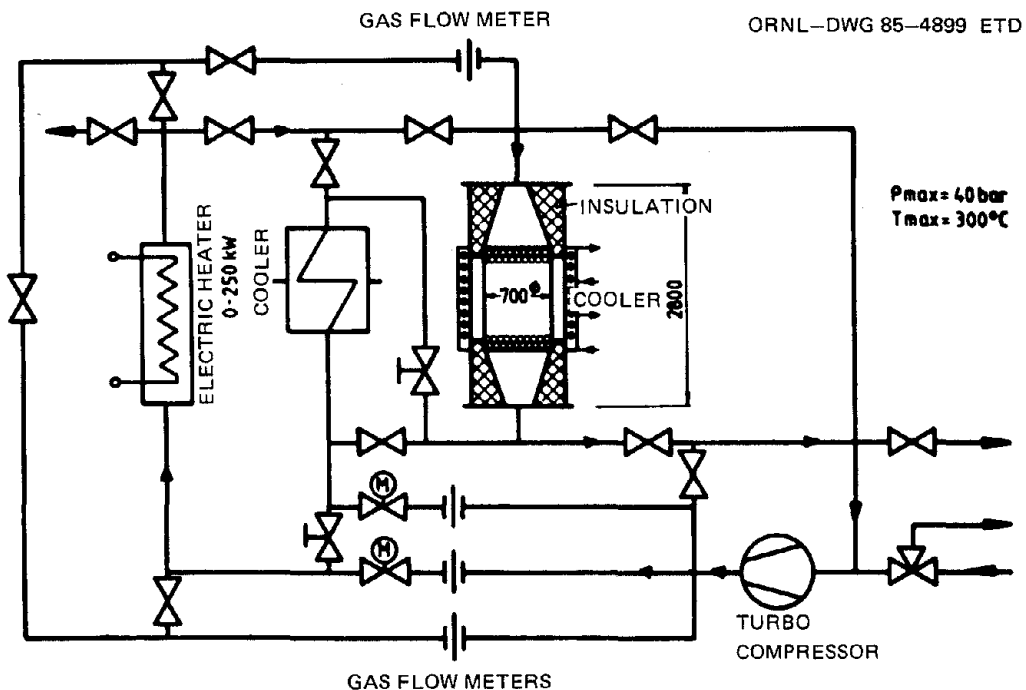 GAS FLOW METER
ORNL–DWG 85–4899 ETD
Pmax = 40 bar
Tmax = 300°C
INSULATION
ELECTRIC HEATER
0-250 kW
COOLER
700 ϕ
COOLER
2800
M
M
TURBO
COMPRESSOR
GAS FLOW METERS